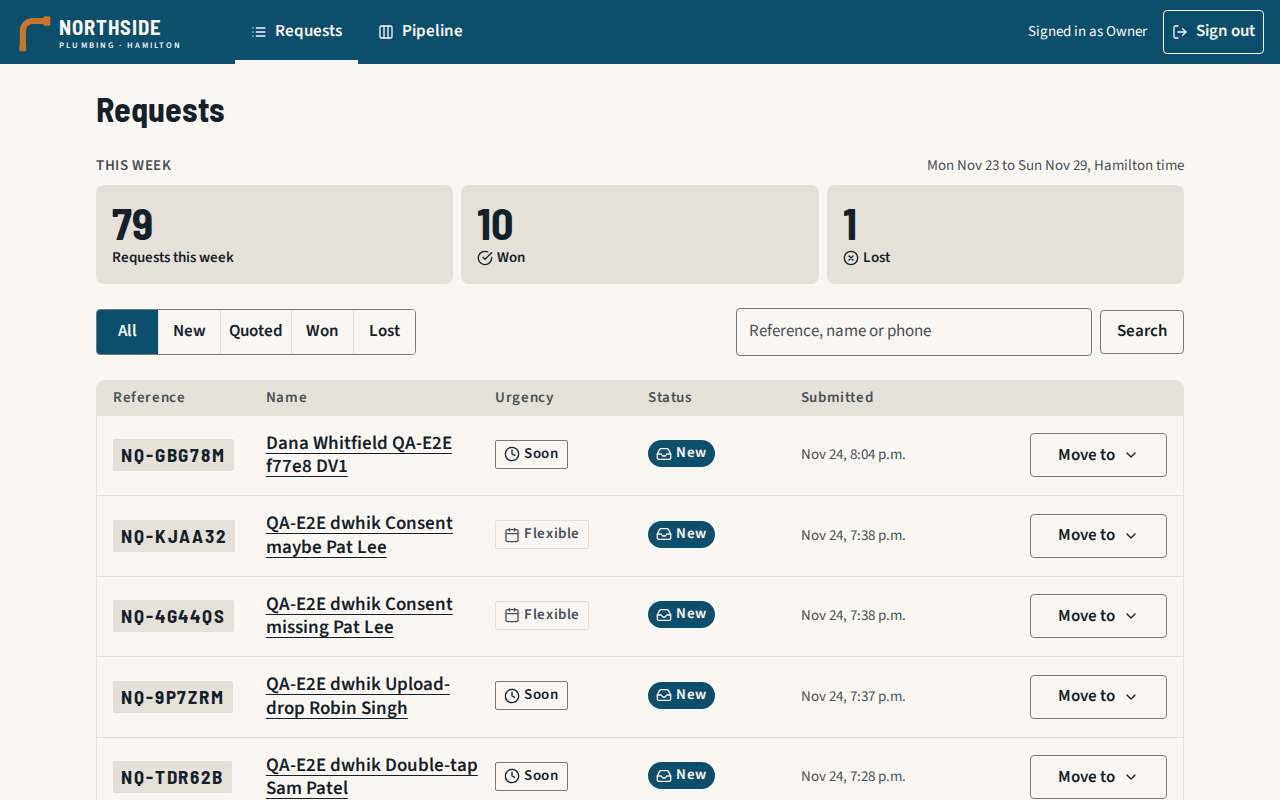 NORTHSIDE
PLUMBING · HAMILTON
Requests
Pipeline
Signed in as Owner
Sign out
Requests
THIS WEEK
Mon Nov 23 to Sun Nov 29, Hamilton time
79
Requests this week
10
Won
1
Lost
All
New
Quoted
Won
Lost
Reference, name or phone
Search
Reference Name Urgency Status Submitted
NQ-GBG78M Dana Whitfield QA-E2E Soon New Nov 24, 8:04 p.m. Move to
f77e8 DV1
NQ-KJAA32 QA-E2E dwhik Consent Flexible New Nov 24, 7:38 p.m. Move to
maybe Pat Lee
NQ-4G44QS QA-E2E dwhik Consent Flexible New Nov 24, 7:38 p.m. Move to
missing Pat Lee
NQ-9P7ZRM QA-E2E dwhik Upload- Soon New Nov 24, 7:37 p.m. Move to
drop Robin Singh
NQ-TDR62B QA-E2E dwhik Double-tap Soon New Nov 24, 7:28 p.m. Move to
Sam Patel